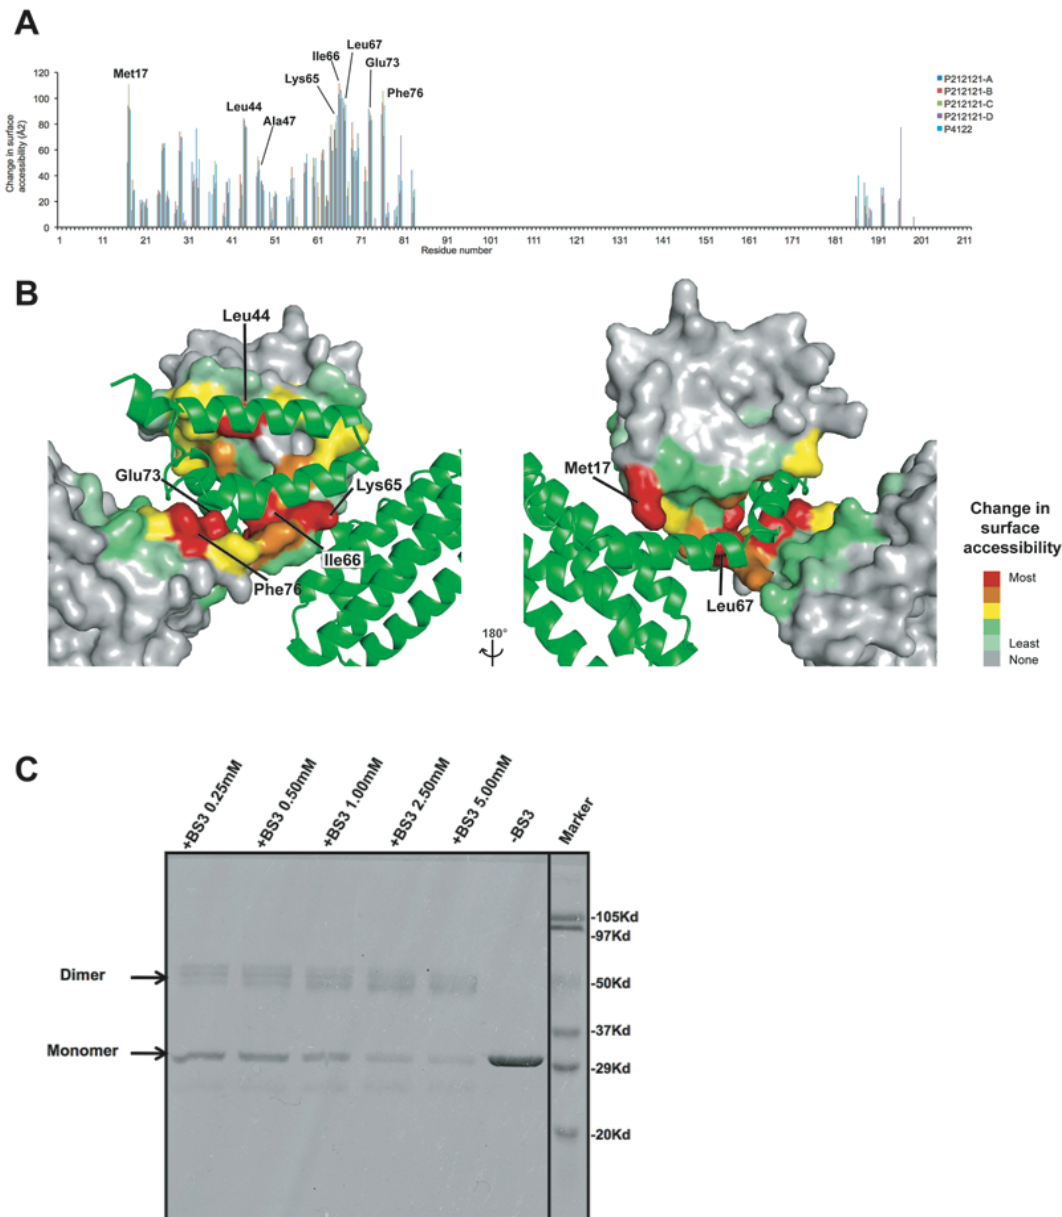 A
Met17
Leu44
Ala47
Lys65
Ile66
Leu67
Glu73
Phe76
Change in surface
accessibility (Å2)
120
100
80
60
40
20
0
1 11 21 31 41 51 61 71 81 91 101 111 121 131 141 151 161 171 181 191 201 211
Residue number
P212121-A
P212121-B
P212121-C
P212121-D
P4122
B
Leu44
Glu73
Lys65
Ile66
Phe76
180°
Met17
Leu67
Change in
surface
accessibility
Most
Least
None
C
+BS3 0.25mM
+BS3 0.50mM
+BS3 1.00mM
+BS3 2.50mM
+BS3 5.00mM
-BS3
Marker
Dimer
Monomer
-105Kd
-97Kd
-50Kd
-37Kd
-29Kd
-20Kd